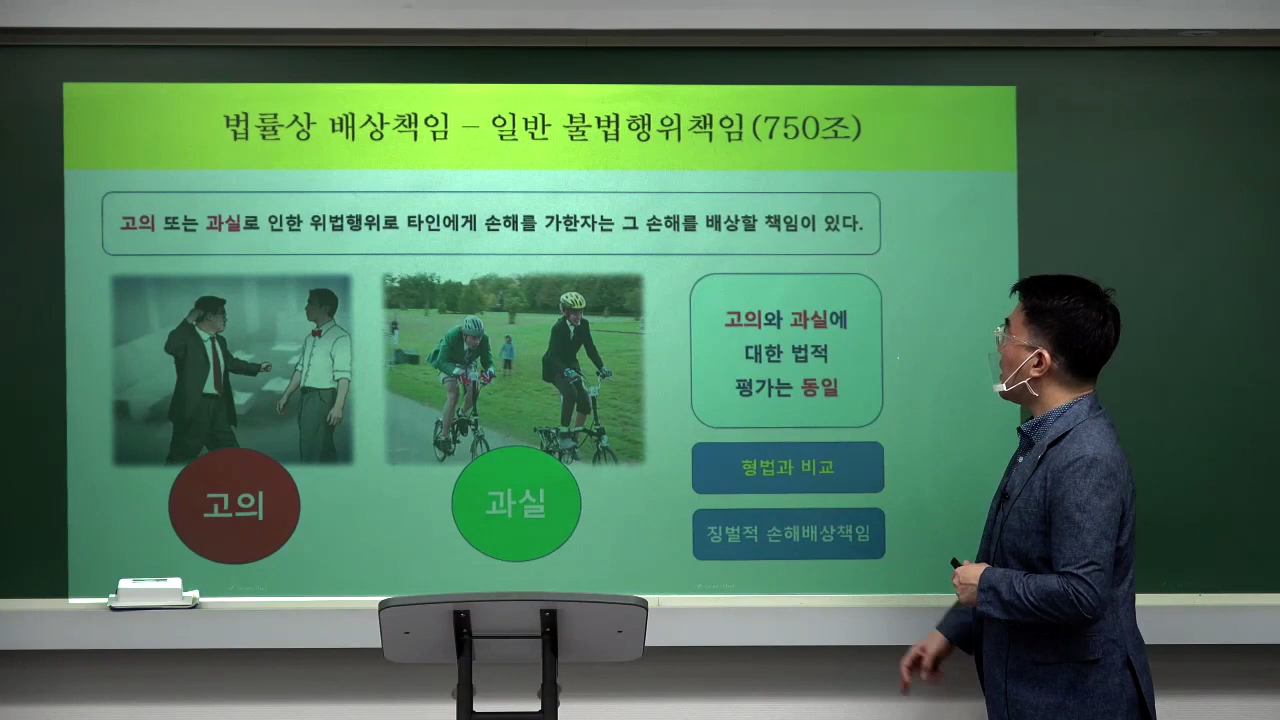 법률상 배상책임 – 일반 불법행위책임(750조)
고의 또는 과실로 인한 위법행위로 타인에게 손해를 가한자는 그 손해를 배상할 책임이 있다.
고의와 과실에
대한 법적
평가는 동일
형법과 비교
고의
과실
징벌적 손해배상책임